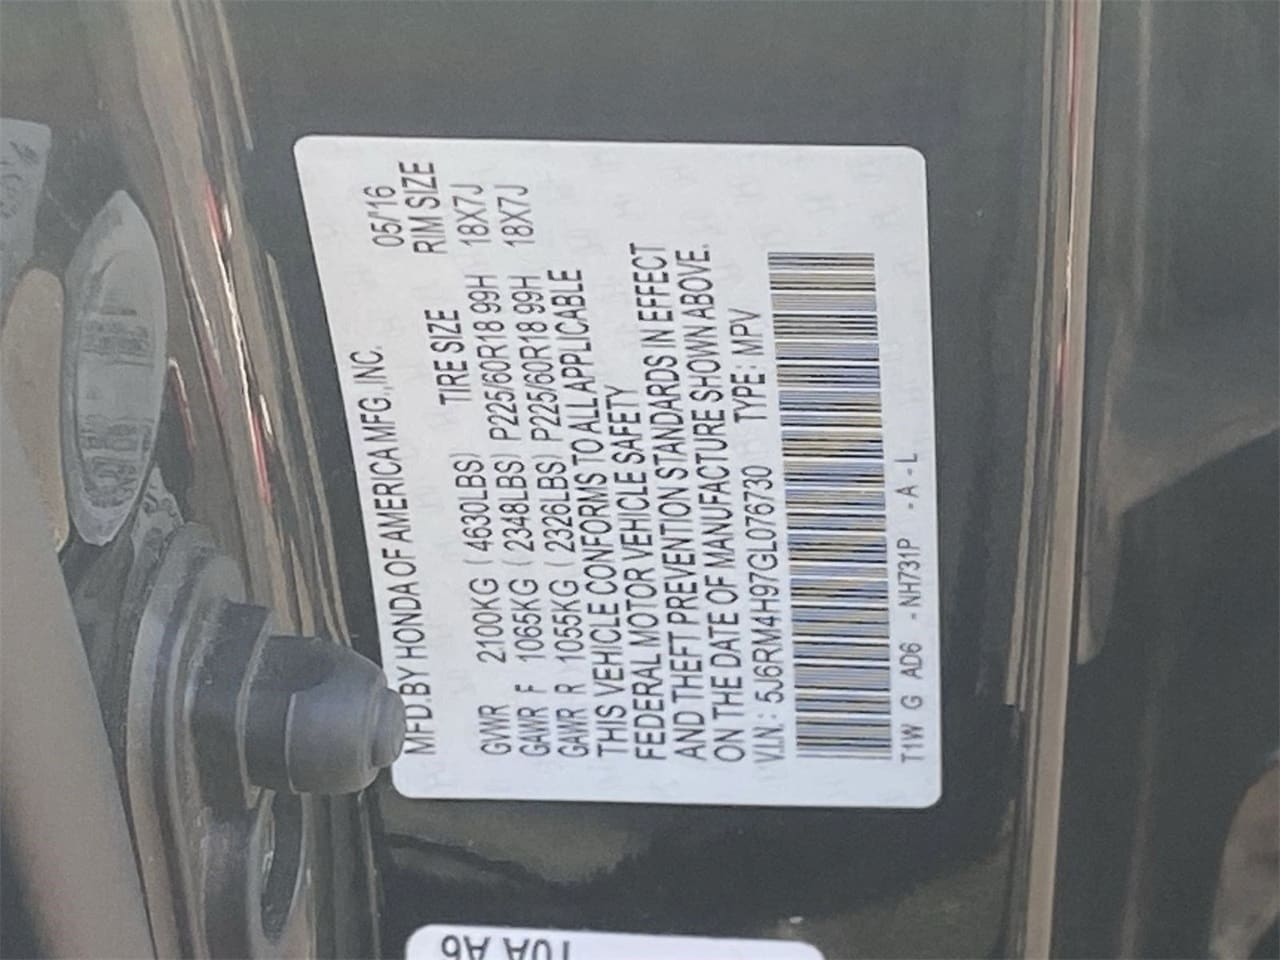 MFD.BY HONDA OF AMERICA MFG.,INC. 05/16
TIRE SIZE RIM SIZE
GVWR 2100KG ( 4630LBS)
GAWR F 1065KG ( 2348LBS) P225/60R18 99H 18X7J
GAWR R 1055KG ( 2326LBS) P225/60R18 99H 18X7J
THIS VEHICLE CONFORMS TO ALL APPLICABLE
FEDERAL MOTOR VEHICLE SAFETY
AND THEFT PREVENTION STANDARDS IN EFFECT
ON THE DATE OF MANUFACTURE SHOWN ABOVE.
V.I.N.: 5J6RM4H97GL076730 TYPE: MPV
T1W G AD6 -NH731P -A-L